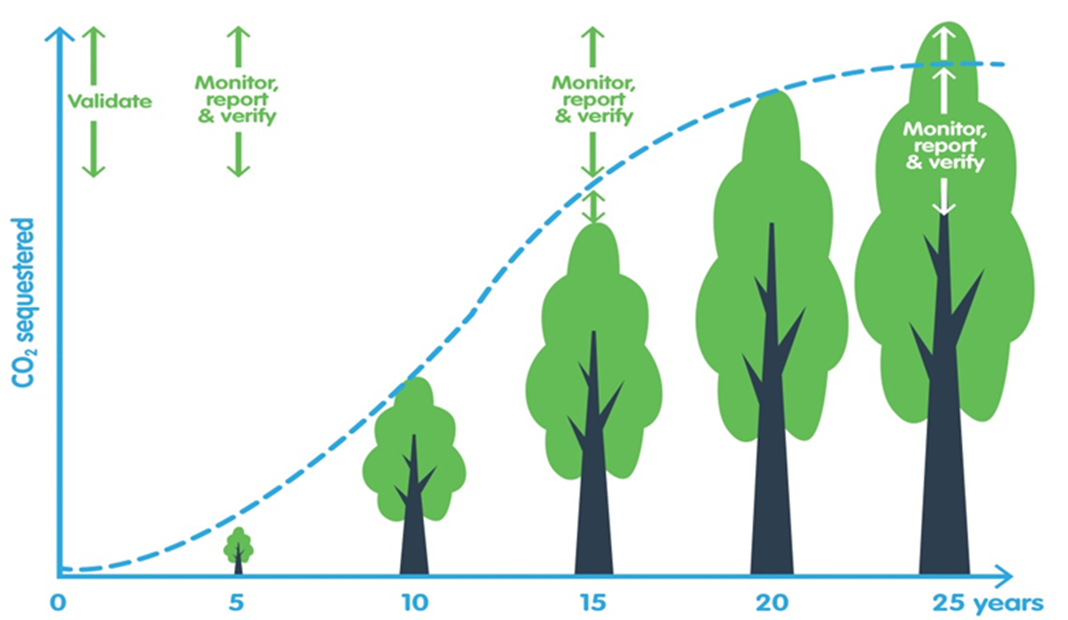 Validate
Monitor,
report
& verify
Monitor,
report
& verify
Monitor,
report
& verify
CO₂ sequestered
0 5 10 15 20 25 years